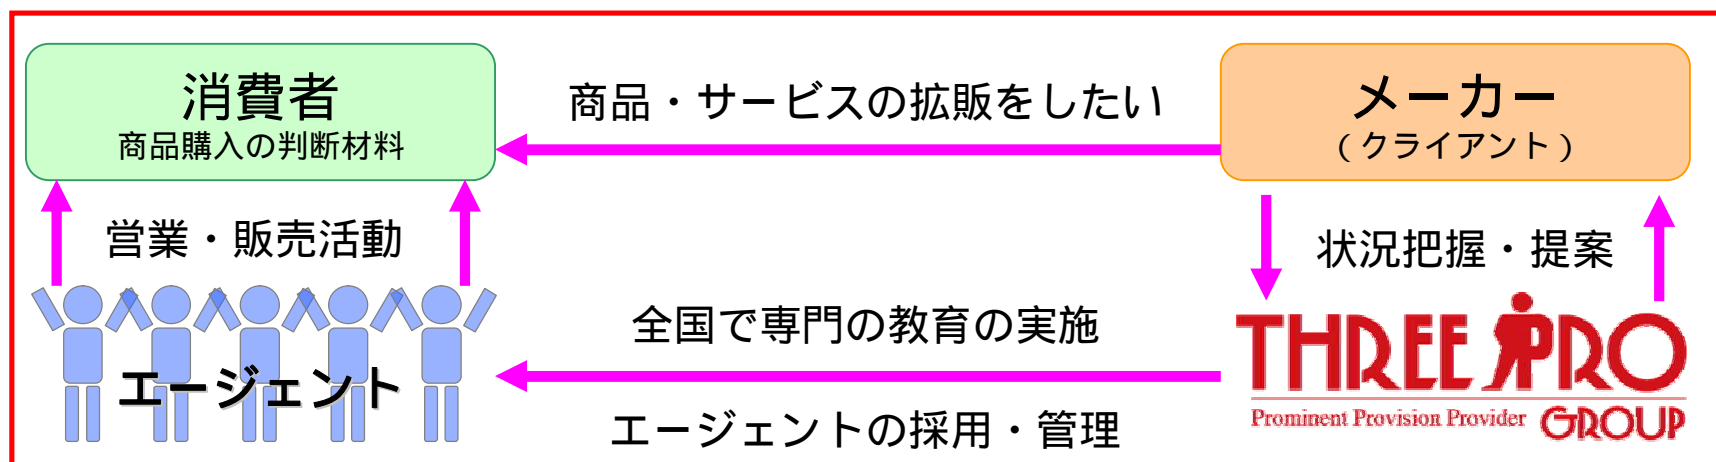 消費者
商品購入の判断材料
商品・サービスの拡販をしたい
メーカー
（クライアント）
営業・販売活動
状況把握・提案
エージェント
全国で専門の教育の実施
エージェントの採用・管理
THREE PRO
Prominent Provision Provider GROUP